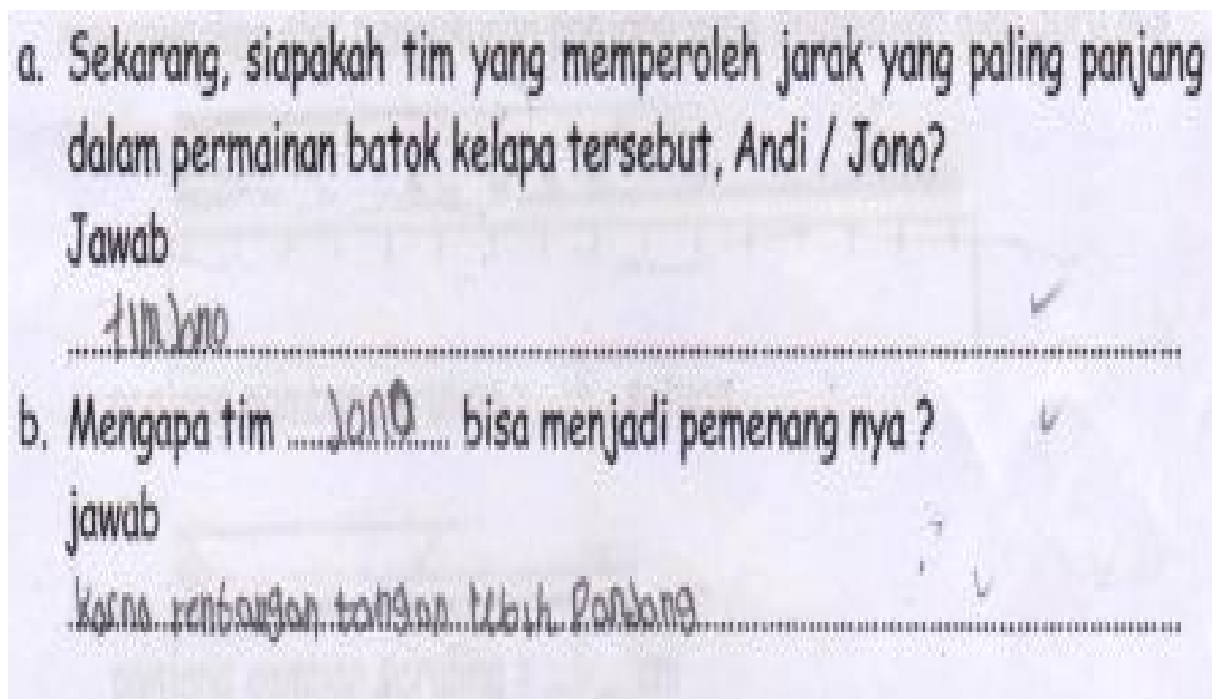 a. Sekarang, siapakah tim yang memperoleh jarak yang paling panjang
dalam permainan batok kelapa tersebut, Andi / Jono?
Jawab
tim Jono
b. Mengapa tim ...Jono... bisa menjadi pemenang nya ?
jawab
karna rentangan tangan lebih Panjang